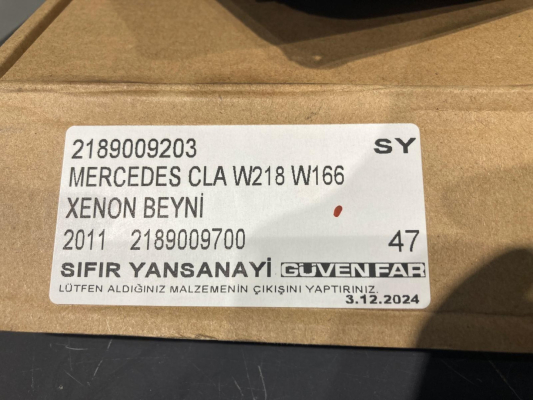 2189009203 SY
MERCEDES CLA W218 W166
XENON BEYNİ
2011 2189009700 47
SIFIR YANSANAYİ GÜVEN FAR
LÜTFEN ALDIĞINIZ MALZEMENİN ÇIKIŞINI YAPTIRINIZ.
3.12.2024